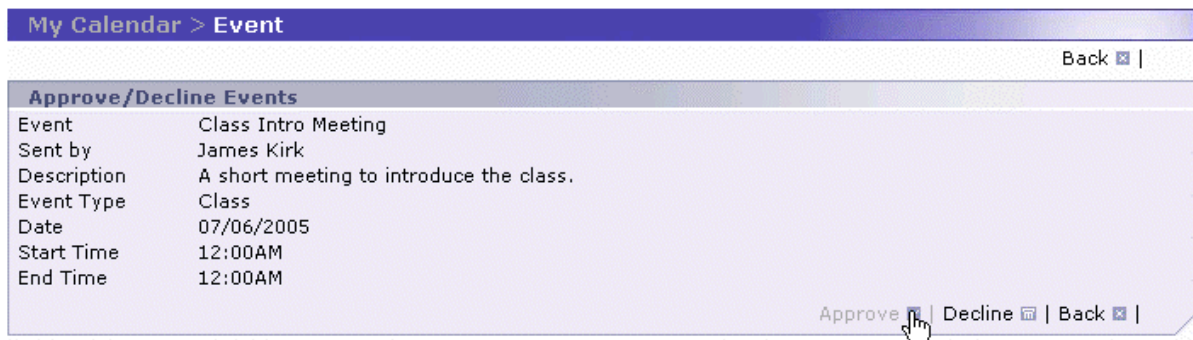 My Calendar > Event
Back |
Approve/Decline Events
Event Class Intro Meeting
Sent by James Kirk
Description A short meeting to introduce the class.
Event Type Class
Date 07/06/2005
Start Time 12:00AM
End Time 12:00AM
Approve | Decline | Back |